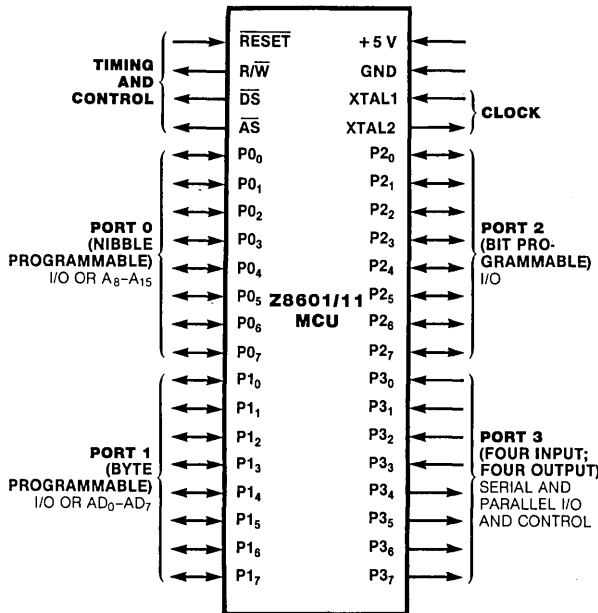 TIMING
AND
CONTROL
RESET
R/W
DS
AS
+5 V
GND
XTAL1
XTAL2
CLOCK
PORT 0
(NIBBLE
PROGRAMMABLE)
I/O OR A₈–A₁₅
P0₀
P0₁
P0₂
P0₃
P0₄
P0₅
P0₆
P0₇
Z8601/11
MCU
P2₀
P2₁
P2₂
P2₃
P2₄
P2₅
P2₆
P2₇
PORT 2
(BIT PRO-
GRAMMABLE)
I/O
PORT 1
(BYTE
PROGRAMMABLE)
I/O OR AD₀–AD₇
P1₀
P1₁
P1₂
P1₃
P1₄
P1₅
P1₆
P1₇
P3₀
P3₁
P3₂
P3₃
P3₄
P3₅
P3₆
P3₇
PORT 3
(FOUR INPUT;
FOUR OUTPUT)
SERIAL AND
PARALLEL I/O
AND CONTROL